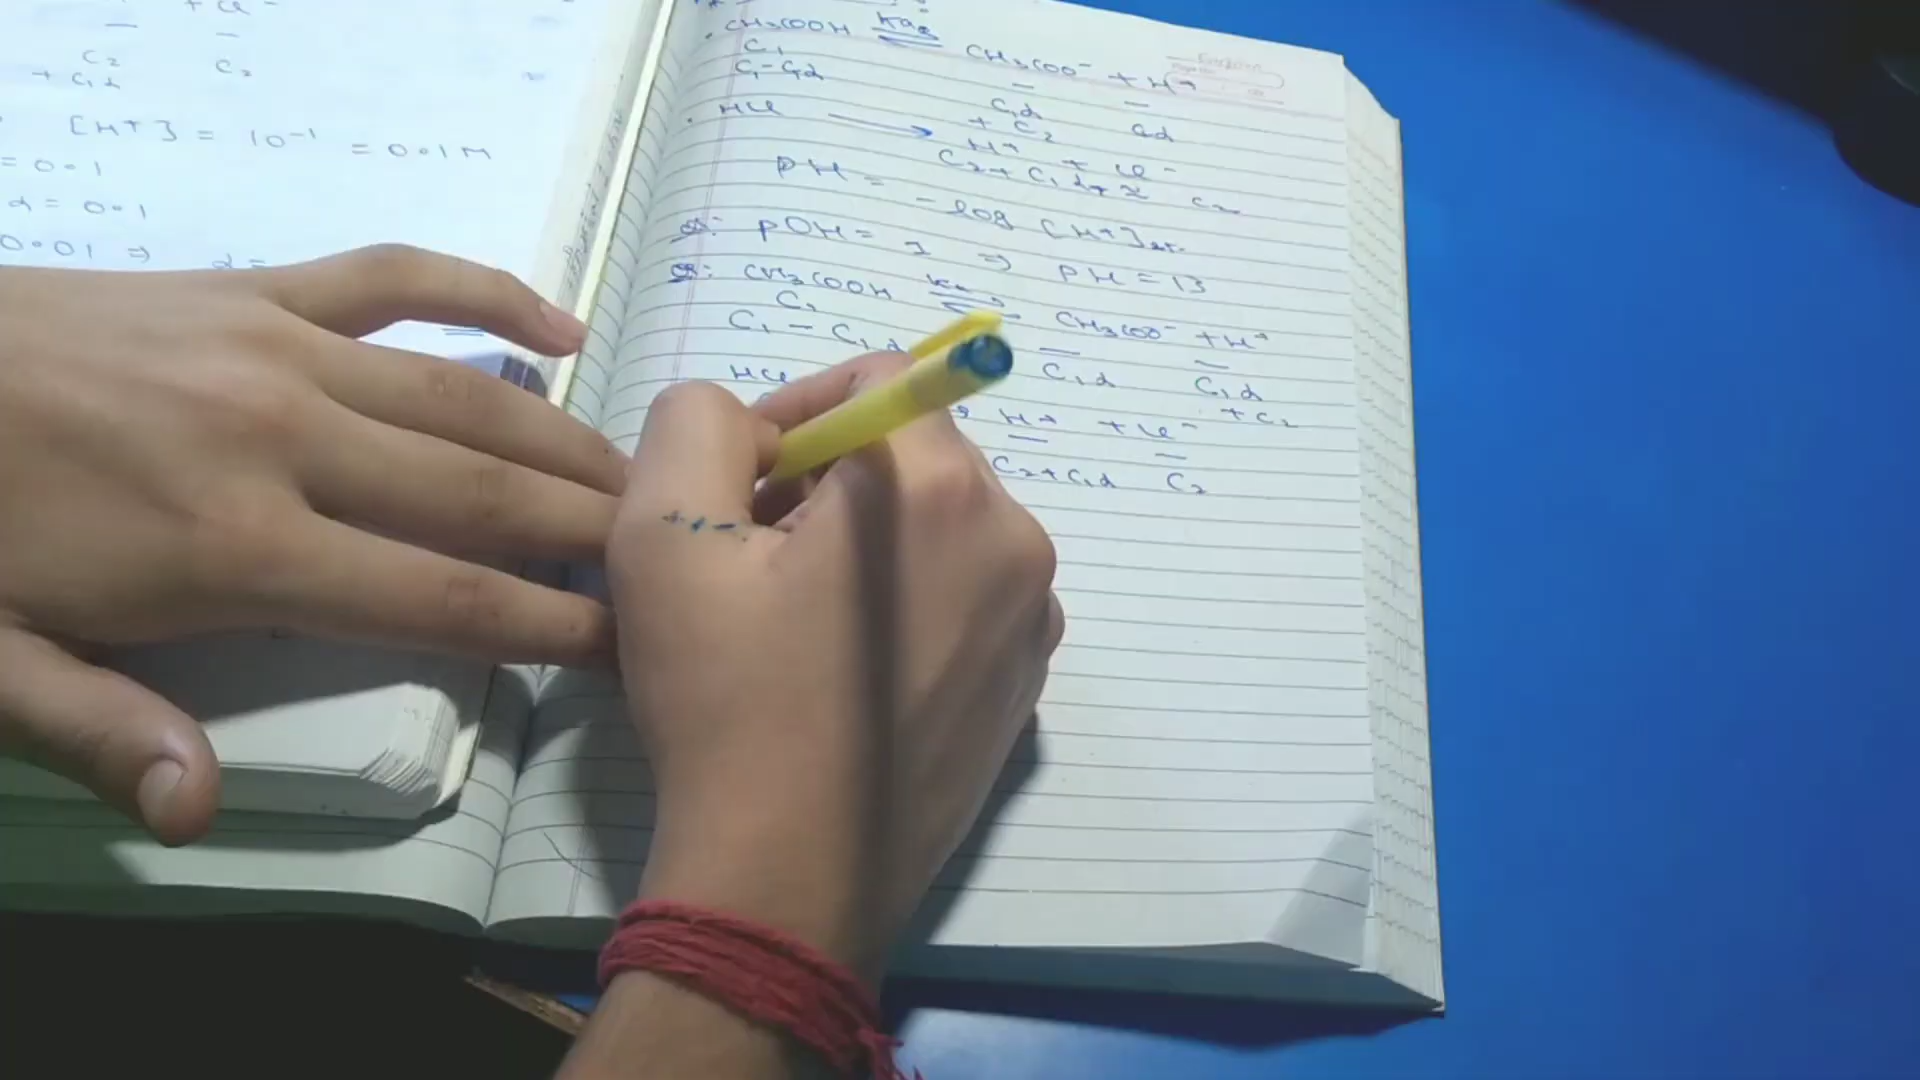 + Cl⁻
C₂ C₂
+ C₁α
[H+] = 10⁻¹ = 0.1 M
= 0.1
α = 0.1
0.01 ⇒ α =
. CH₃COOH ⇌ CH₃COO⁻ + H+
C₁ — —
C₁-C₁α C₁α C₁α
+ C₂
. HCl ⟶ H+ + Cl⁻
C₂+C₁α≈ C₂
pH = -log [H+]
Q: pOH = 1 ⇒ pH = 13
Q: CH₃COOH ⇌ CH₃COO⁻ + H+
C₁ — —
C₁ - C₁α C₁α C₁α
+ C₂
HCl → H+ + Cl⁻
— —
C₂+C₁α C₂